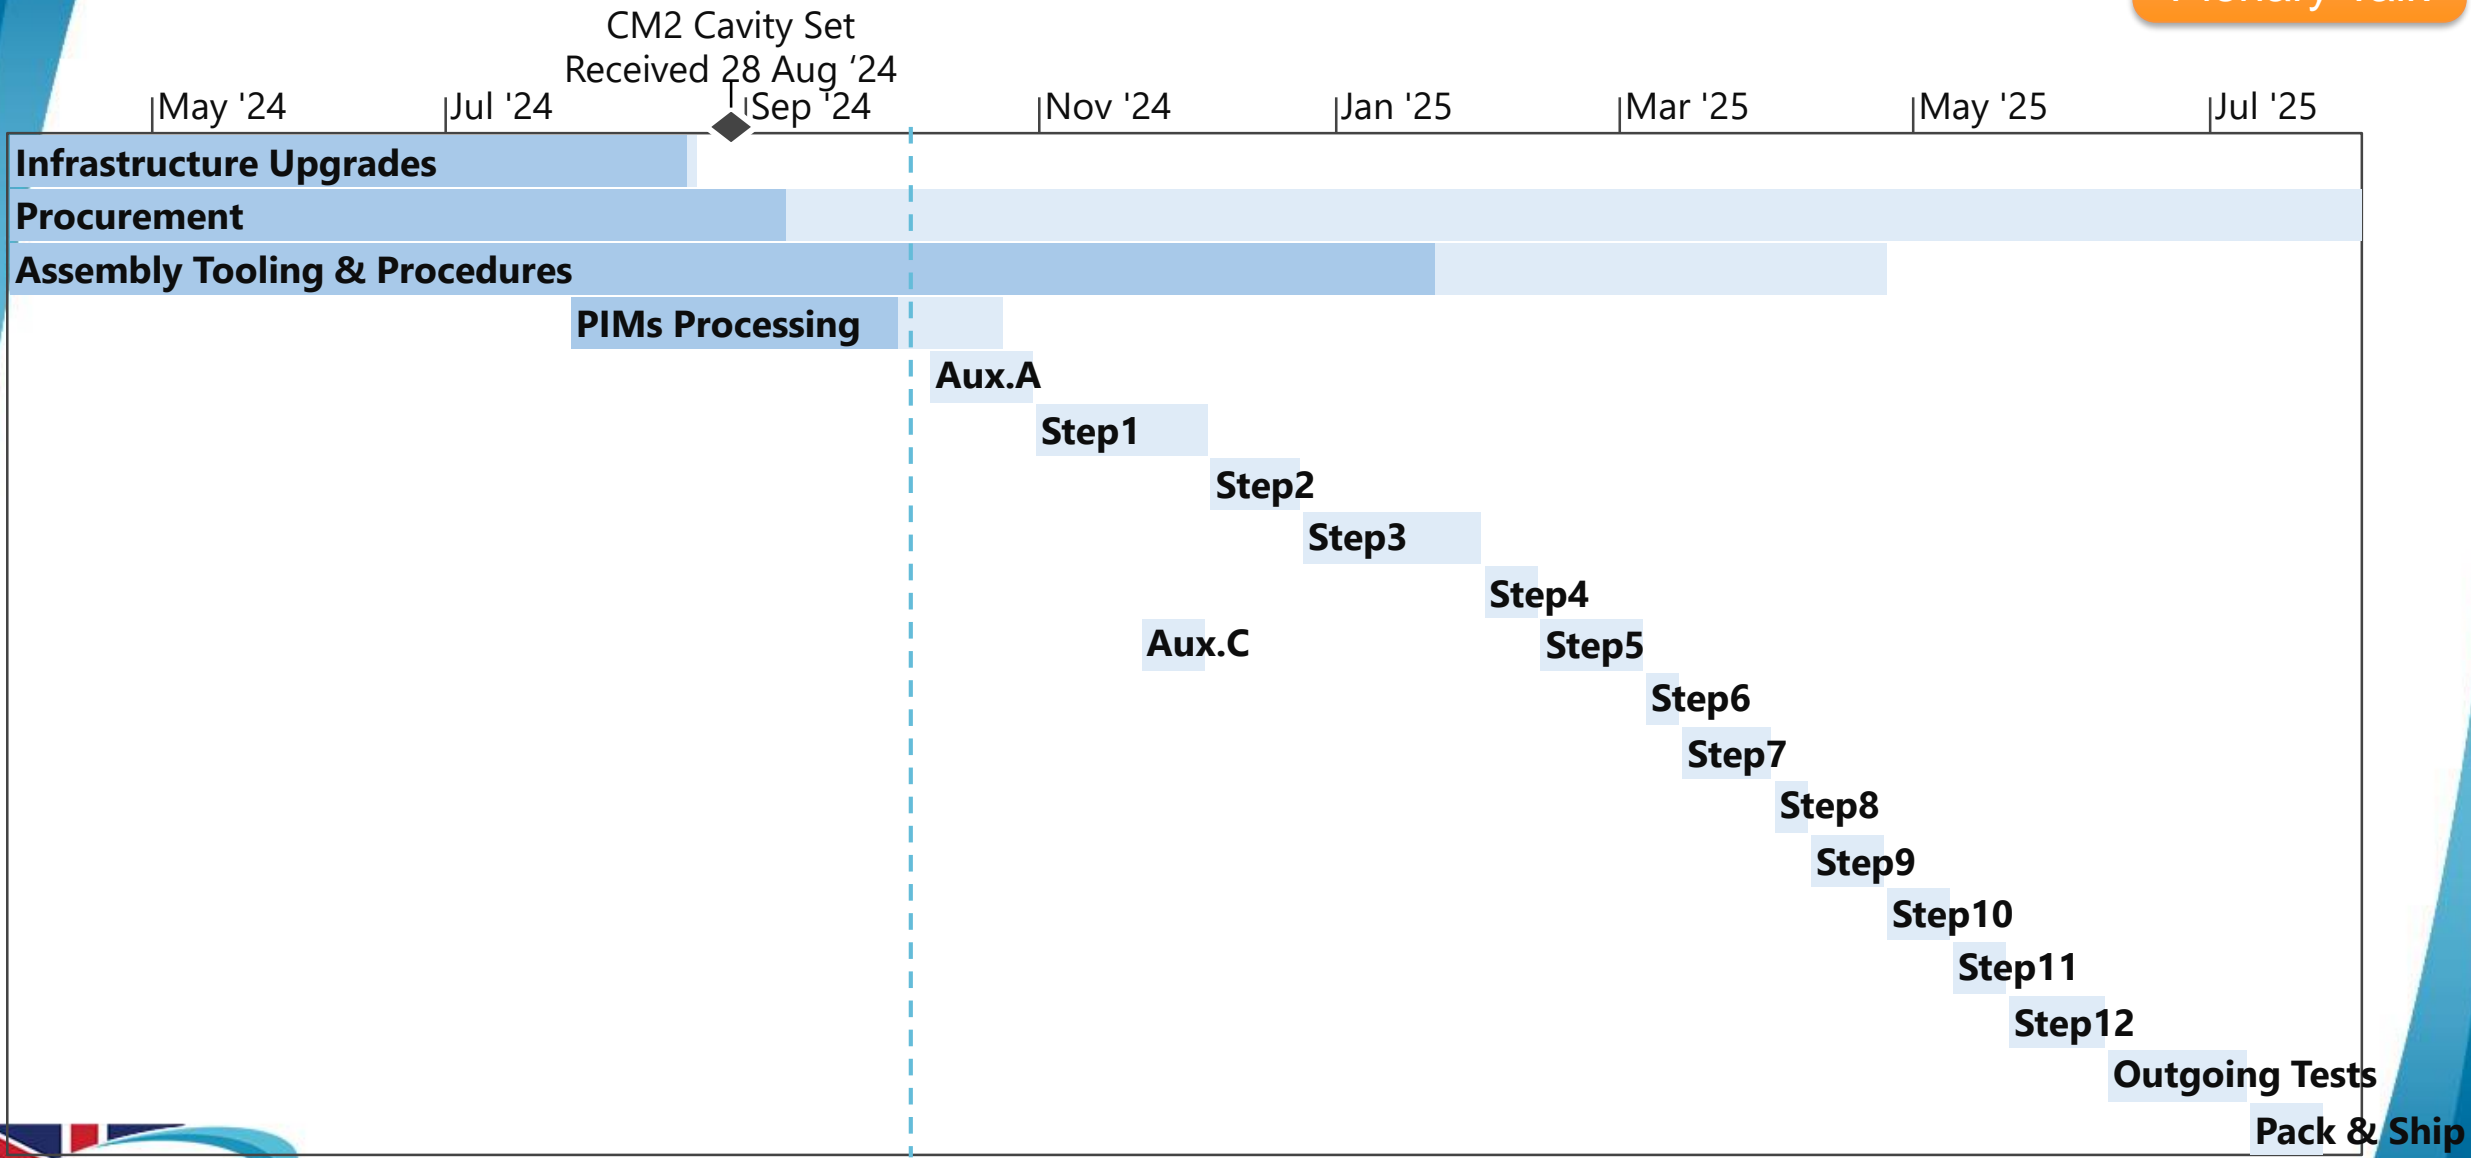 CM2 Cavity Set
Received 28 Aug ‘24
May '24
Jul '24
Sep '24
Nov '24
Jan '25
Mar '25
May '25
Jul '25
Infrastructure Upgrades
Procurement
Assembly Tooling & Procedures
PIMs Processing
Aux.A
Step1
Step2
Step3
Step4
Aux.C
Step5
Step6
Step7
Step8
Step9
Step10
Step11
Step12
Outgoing Tests
Pack & Ship